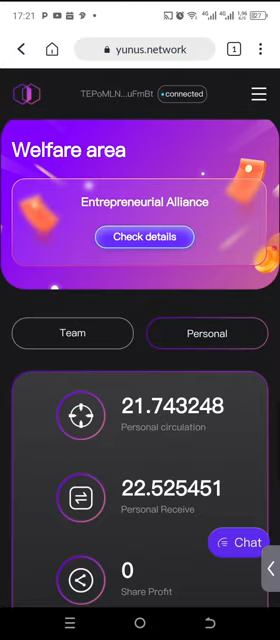 17:21
yunus.network
1
TEPoMLN...uFmBt
connected
Welfare area
Entrepreneurial Alliance
Check details
Team
Personal
21.743248
Personal circulation
22.525451
Personal Receive
Chat
0
Share Profit